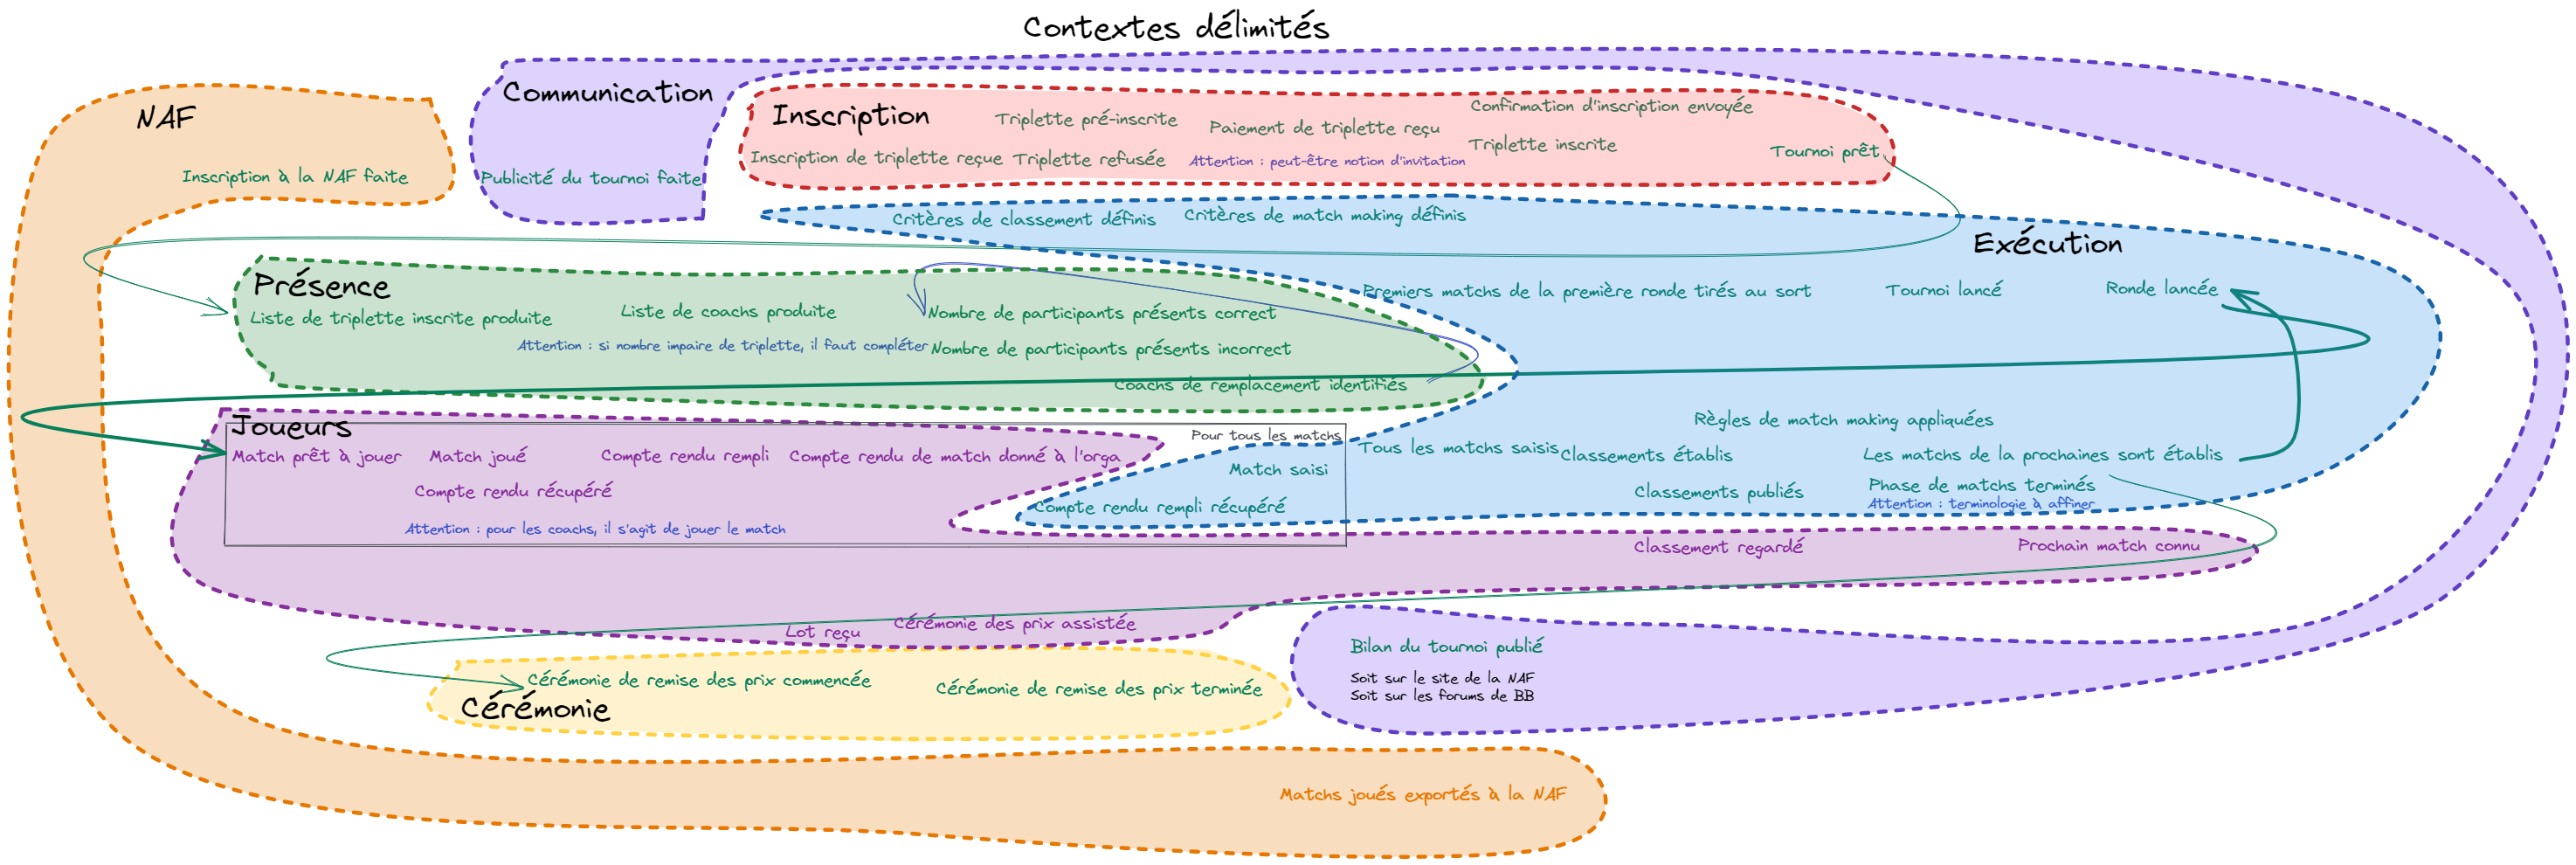 Contextes délimités
NAF
Inscription à la NAF faite
Communication
Publicité du tournoi faite
Inscription
Triplette pré-inscrite
Paiement de triplette reçu
Confirmation d'inscription envoyée
Inscription de triplette reçue
Triplette refusée
Attention : peut-être notion d'invitation
Triplette inscrite
Tournoi prêt
Critères de classement définis
Critères de match making définis
Exécution
Présence
Liste de triplette inscrite produite
Liste de coachs produite
Nombre de participants présents correct
Attention : si nombre impaire de triplette, il faut compléter
Nombre de participants présents incorrect
Coachs de remplacement identifiés
Premiers matchs de la première ronde tirés au sort
Tournoi lancé
Ronde lancée
Joueurs
Pour tous les matchs
Match prêt à jouer
Match joué
Compte rendu rempli
Compte rendu de match donné à l'orga
Compte rendu récupéré
Attention : pour les coachs, il s'agit de jouer le match
Match saisi
Compte rendu rempli récupéré
Tous les matchs saisis
Classements établis
Règles de match making appliquées
Les matchs de la prochaines sont établis
Classements publiés
Phase de matchs terminés
Attention : terminologie à affiner
Classement regardé
Prochain match connu
Lot reçu
Cérémonie des prix assistée
Cérémonie de remise des prix commencée
Cérémonie de remise des prix terminée
Cérémonie
Bilan du tournoi publié
Soit sur le site de la NAF
Soit sur les forums de BB
Matchs joués exportés à la NAF